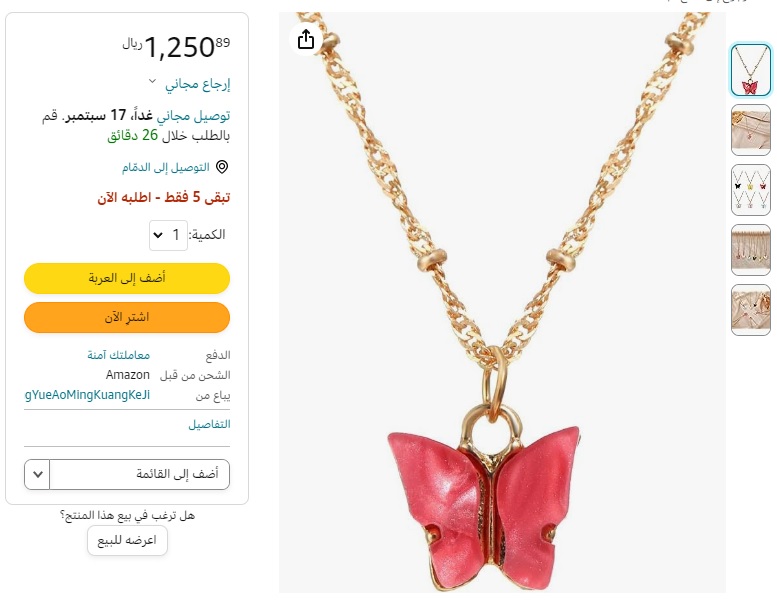 1,250⁸⁹ ريال
إرجاع مجاني
توصيل مجاني غداً، 17 سبتمبر. قم
بالطلب خلال 26 دقائق
التوصيل إلى الدمّام
تبقى 5 فقط - اطلبه الآن
الكمية: 1
أضف إلى العربة
اشترِ الآن
الدفع معاملتك آمنة
الشحن من قبل Amazon
يباع من gYueAoMingKuangKeJi
التفاصيل
أضف إلى القائمة
هل ترغب في بيع هذا المنتج؟
اعرضه للبيع